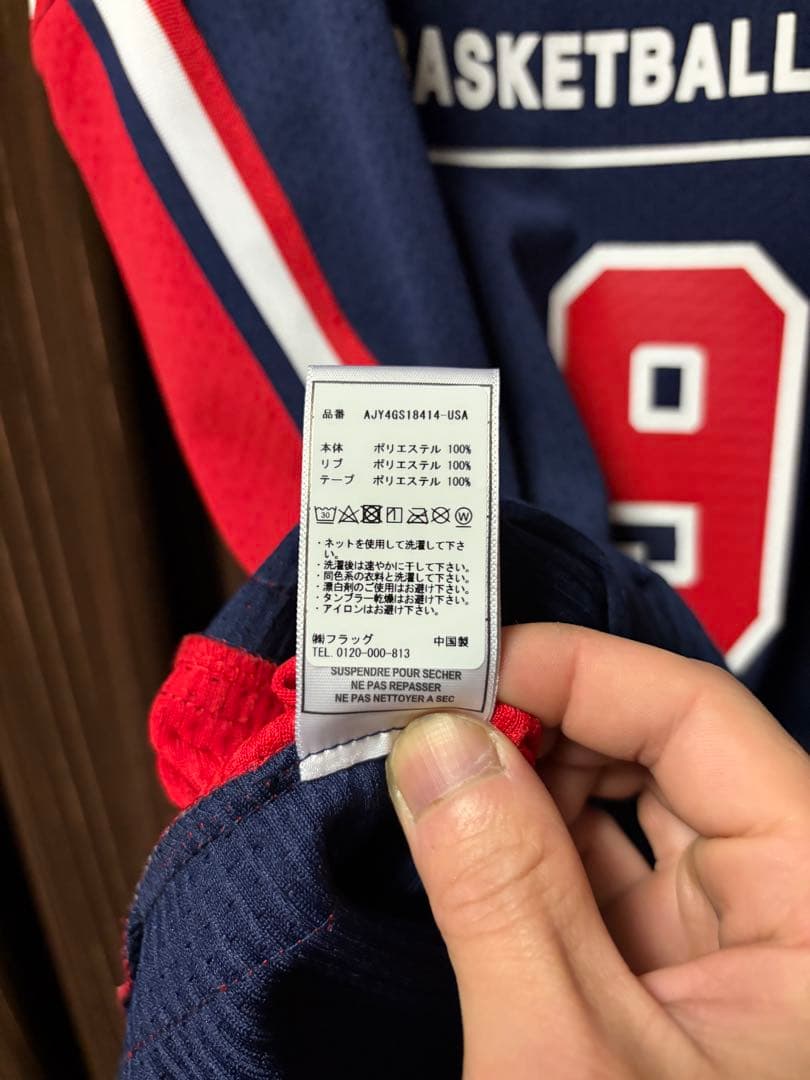 ASKETBALL
9
品番 AJY4GS18414-USA
本体 ポリエステル 100%
リブ ポリエステル 100%
テープ ポリエステル 100%
30 W
・ネットを使用して洗濯して下さ
い。
・洗濯後は速やかに干して下さい。
・同色系の衣料と洗濯して下さい。
・漂白剤のご使用はお避け下さい。
・タンブラー乾燥はお避け下さい。
・アイロンはお避け下さい。
㈱フラッグ 中国製
TEL. 0120-000-813
SUSPENDRE POUR SECHER
NE PAS REPASSER
NE PAS NETTOYER A SEC